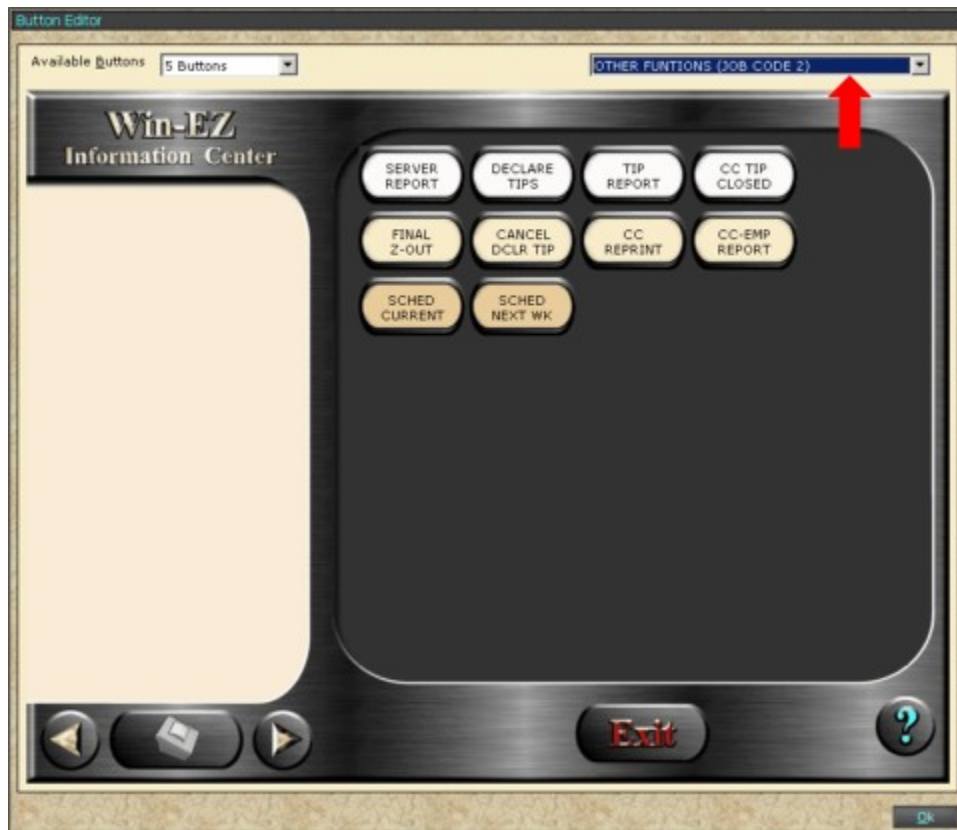 Button Editor
Available Buttons
5 Buttons
OTHER FUNTIONS (JOB CODE 2)
Win-EZ
Information Center
SERVER
REPORT
DECLARE
TIPS
TIP
REPORT
CC TIP
CLOSED
FINAL
Z-OUT
CANCEL
DCLR TIP
CC
REPRINT
CC-EMP
REPORT
SCHED
CURRENT
SCHED
NEXT WK
Exit
?
Ok